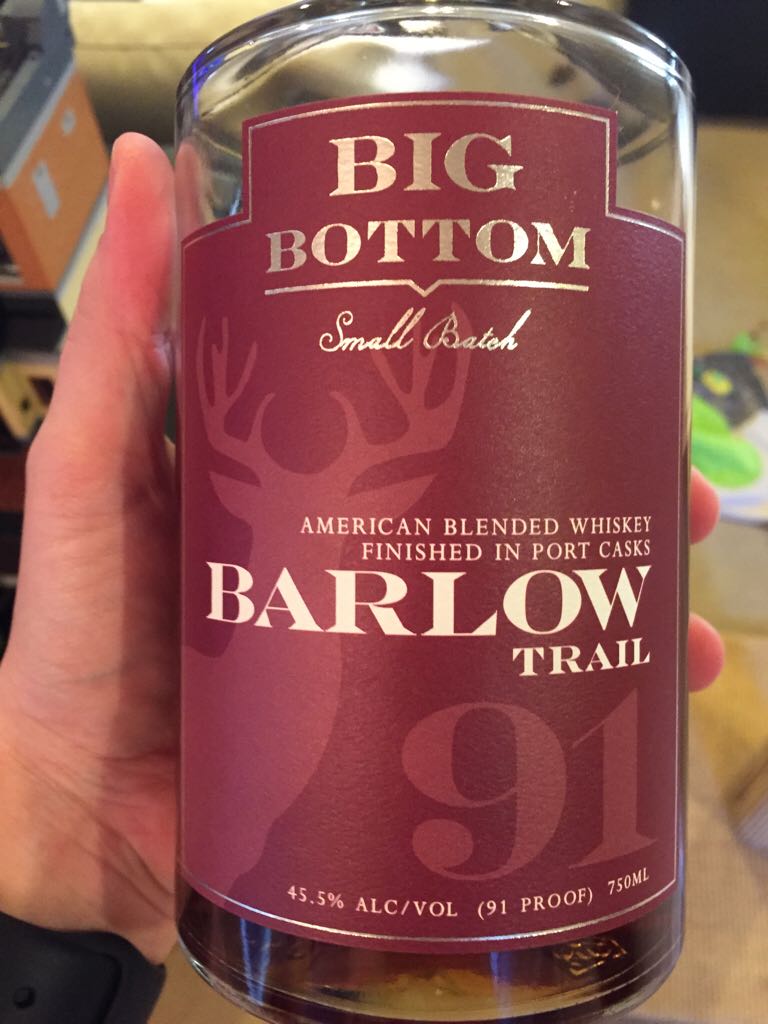 BIG
BOTTOM
Small Batch
AMERICAN BLENDED WHISKEY
FINISHED IN PORT CASKS
BARLOW
TRAIL
91
45.5% ALC/VOL (91 PROOF) 750ML